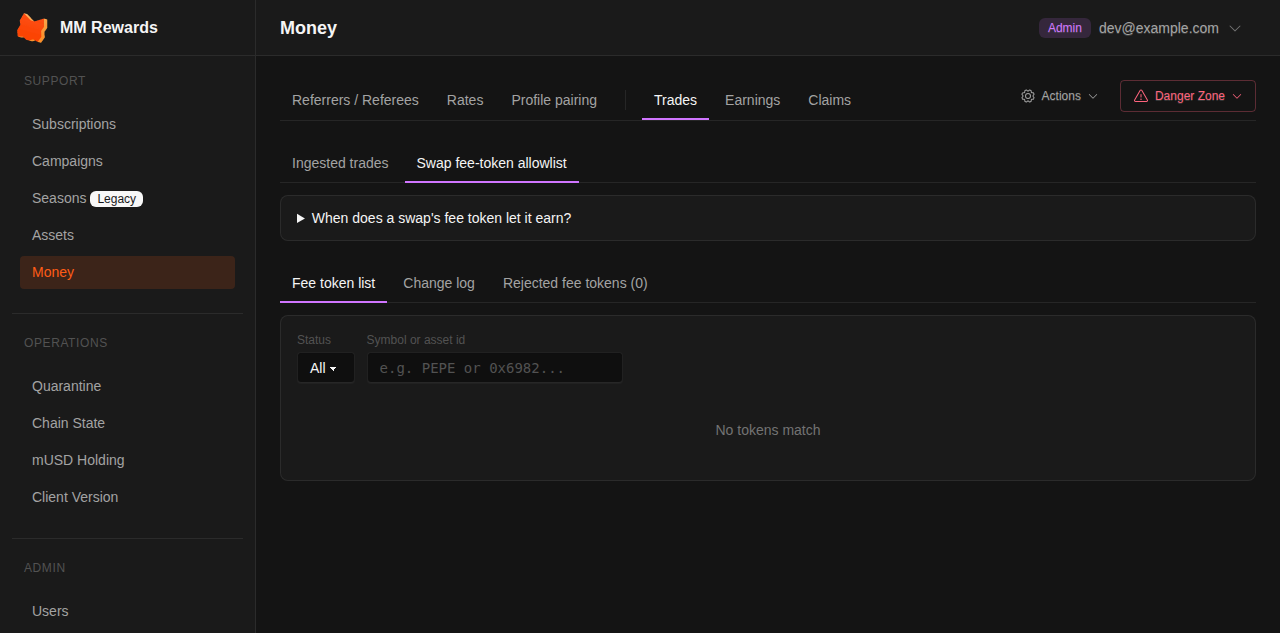 MM Rewards
Money
Admin
dev@example.com
SUPPORT
Subscriptions
Campaigns
Seasons Legacy
Assets
Money
OPERATIONS
Quarantine
Chain State
mUSD Holding
Client Version
ADMIN
Users
Referrers / Referees
Rates
Profile pairing
Trades
Earnings
Claims
Actions
Danger Zone
Ingested trades
Swap fee-token allowlist
When does a swap's fee token let it earn?
Fee token list
Change log
Rejected fee tokens (0)
Status
Symbol or asset id
All
e.g. PEPE or 0x6982...
No tokens match